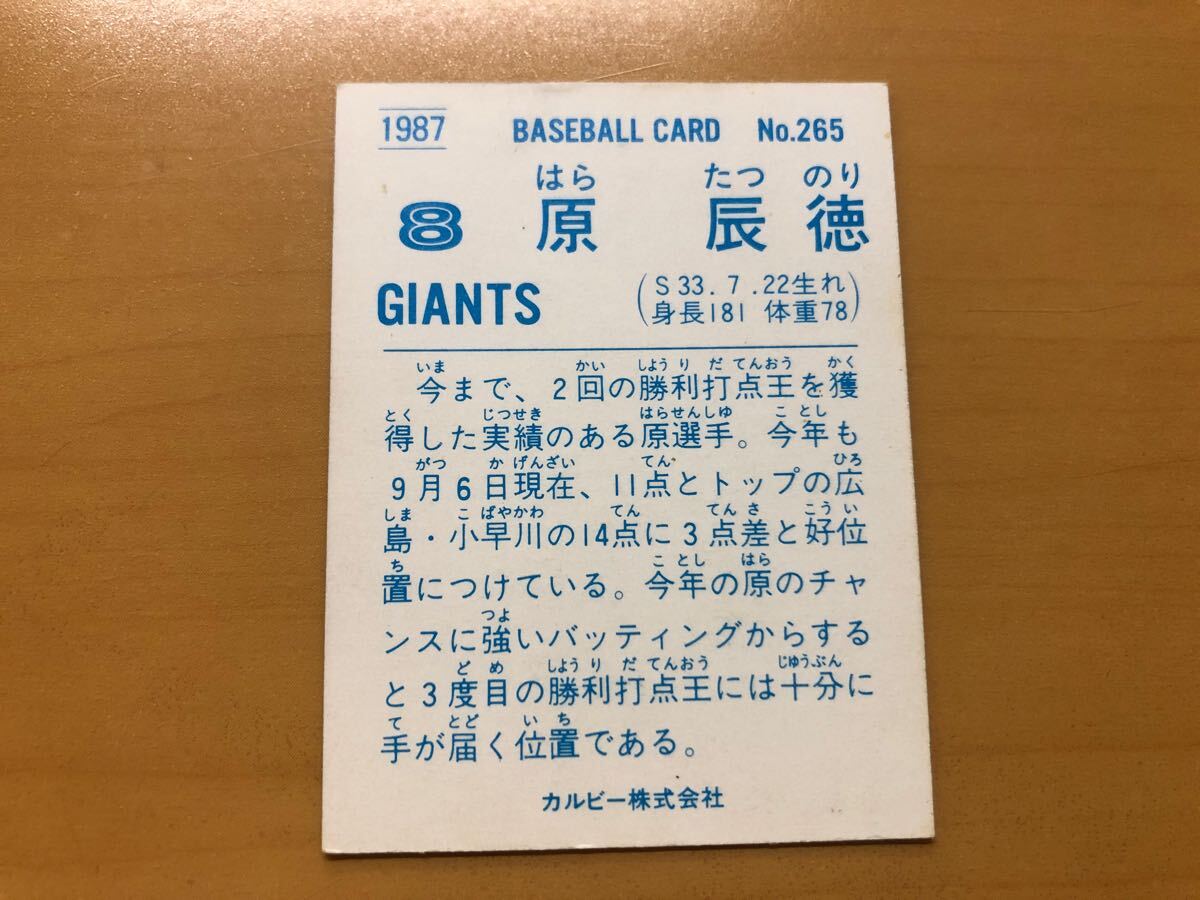 1987 BASEBALL CARD No.265
はら たつ のり
8 原 辰徳
GIANTS
(S33.7.22生れ
身長181 体重78)
いま かい しようりだてんおう かく
今まで、2回の勝利打点王を獲
とく じつせき はらせんしゆ ことし
得した実績のある原選手。今年も
がつ か げんざい てん ひろ
9月6日現在、11点とトップの広
しま こばやかわ てん てんさ こうい
島・小早川の14点に3点差と好位
ち ことし はら
置につけている。今年の原のチャ
つよ
ンスに強いバッティングからする
どめ しようりだてんおう じゆうぶん
と3度目の勝利打点王には十分に
て とど いち
手が届く位置である。
カルビー株式会社